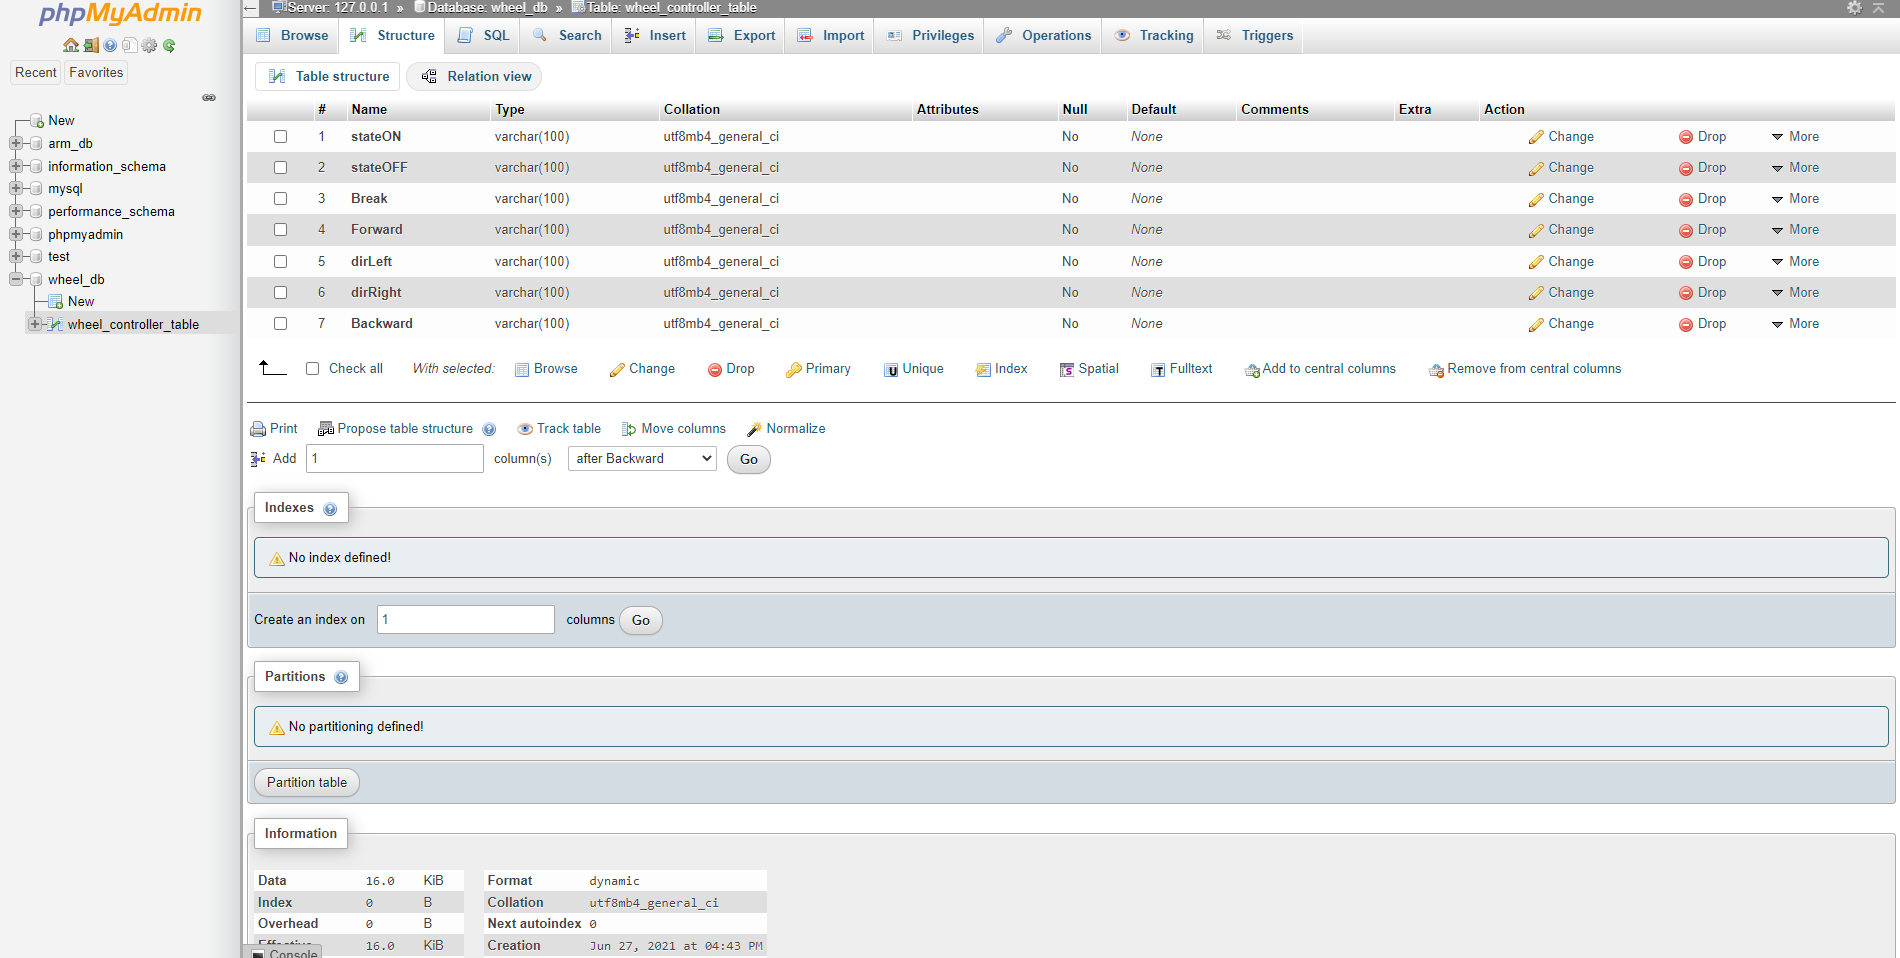 phpMyAdmin
Recent Favorites
New
arm_db
information_schema
mysql
performance_schema
phpmyadmin
test
wheel_db
New
wheel_controller_table
Server: 127.0.0.1 » Database: wheel_db » Table: wheel_controller_table
Browse Structure SQL Search Insert Export Import Privileges Operations Tracking Triggers
Table structure Relation view
# Name Type Collation Attributes Null Default Comments Extra Action
1 stateON varchar(100) utf8mb4_general_ci No None Change Drop More
2 stateOFF varchar(100) utf8mb4_general_ci No None Change Drop More
3 Break varchar(100) utf8mb4_general_ci No None Change Drop More
4 Forward varchar(100) utf8mb4_general_ci No None Change Drop More
5 dirLeft varchar(100) utf8mb4_general_ci No None Change Drop More
6 dirRight varchar(100) utf8mb4_general_ci No None Change Drop More
7 Backward varchar(100) utf8mb4_general_ci No None Change Drop More
Check all With selected: Browse Change Drop Primary Unique Index Spatial Fulltext Add to central columns Remove from central columns
Print Propose table structure Track table Move columns Normalize
Add 1 column(s) after Backward Go
Indexes
No index defined!
Create an index on 1 columns Go
Partitions
No partitioning defined!
Partition table
Information
Data 16.0 KiB Format dynamic
Index 0 B Collation utf8mb4_general_ci
Overhead 0 B Next autoindex 0
Effective 16.0 KiB Creation Jun 27, 2021 at 04:43 PM
Console